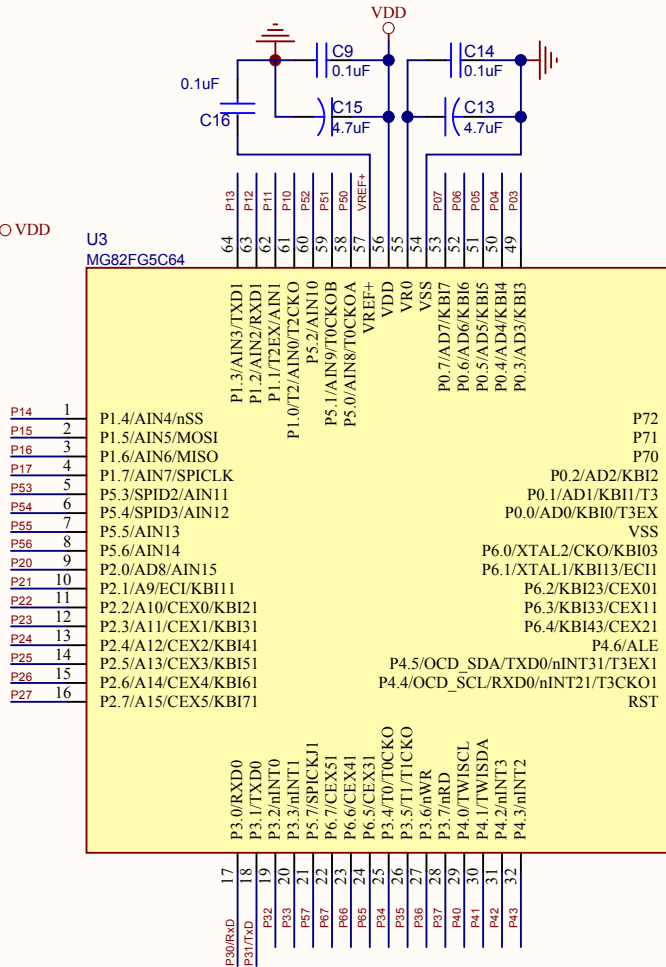 VDD
C9
0.1uF
C14
0.1uF
0.1uF
C16
C15
4.7uF
C13
4.7uF
VDD
P13
P12
P11
P10
P52
P51
P50
VREF+
P07
P06
P05
P04
P03
64
63
62
61
60
59
58
57
56
55
54
53
52
51
50
49
U3
MG82FG5C64
P1.3/AIN3/TXD1
P1.2/AIN2/RXD1
P1.1/T2EX/AIN1
P1.0/T2/AIN0/T2CKO
P5.2/AIN10
P5.1/AIN9/T0CKOB
P5.0/AIN8/T0CKOA
VREF+
VDD
VR0
VSS
P0.7/AD7/KBI7
P0.6/AD6/KBI6
P0.5/AD5/KBI5
P0.4/AD4/KBI4
P0.3/AD3/KBI3
P14 1 P1.4/AIN4/nSS
P15 2 P1.5/AIN5/MOSI
P16 3 P1.6/AIN6/MISO
P17 4 P1.7/AIN7/SPICLK
P53 5 P5.3/SPID2/AIN11
P54 6 P5.4/SPID3/AIN12
P55 7 P5.5/AIN13
P56 8 P5.6/AIN14
P20 9 P2.0/AD8/AIN15
P21 10 P2.1/A9/ECI/KBI11
P22 11 P2.2/A10/CEX0/KBI21
P23 12 P2.3/A11/CEX1/KBI31
P24 13 P2.4/A12/CEX2/KBI41
P25 14 P2.5/A13/CEX3/KBI51
P26 15 P2.6/A14/CEX4/KBI61
P27 16 P2.7/A15/CEX5/KBI71
P72
P71
P70
P0.2/AD2/KBI2
P0.1/AD1/KBI1/T3
P0.0/AD0/KBI0/T3EX
VSS
P6.0/XTAL2/CKO/KBI03
P6.1/XTAL1/KBI13/ECI1
P6.2/KBI23/CEX01
P6.3/KBI33/CEX11
P6.4/KBI43/CEX21
P4.6/ALE
P4.5/OCD_SDA/TXD0/nINT31/T3EX1
P4.4/OCD_SCL/RXD0/nINT21/T3CKO1
RST
P3.0/RXD0
P3.1/TXD0
P3.2/nINT0
P3.3/nINT1
P5.7/SPICKJ1
P6.7/CEX51
P6.6/CEX41
P6.5/CEX31
P3.4/T0/T0CKO
P3.5/T1/T1CKO
P3.6/nWR
P3.7/nRD
P4.0/TWISCL
P4.1/TWISDA
P4.2/nINT3
P4.3/nINT2
17
18
19
20
21
22
23
24
25
26
27
28
29
30
31
32
P30/RxD
P31/TxD
P32
P33
P57
P67
P66
P65
P34
P35
P36
P37
P40
P41
P42
P43